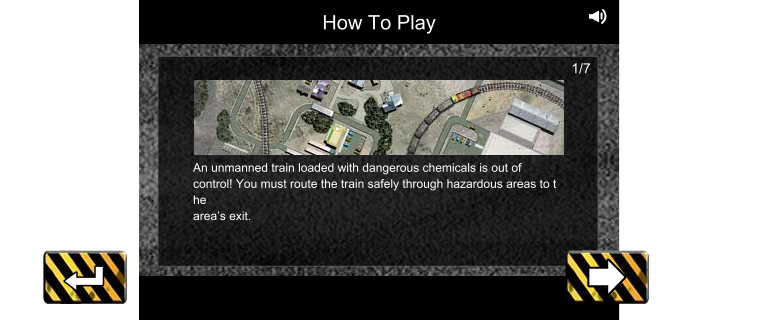 How To Play
1/7
An unmanned train loaded with dangerous chemicals is out of
control! You must route the train safely through hazardous areas to t
he
area's exit.